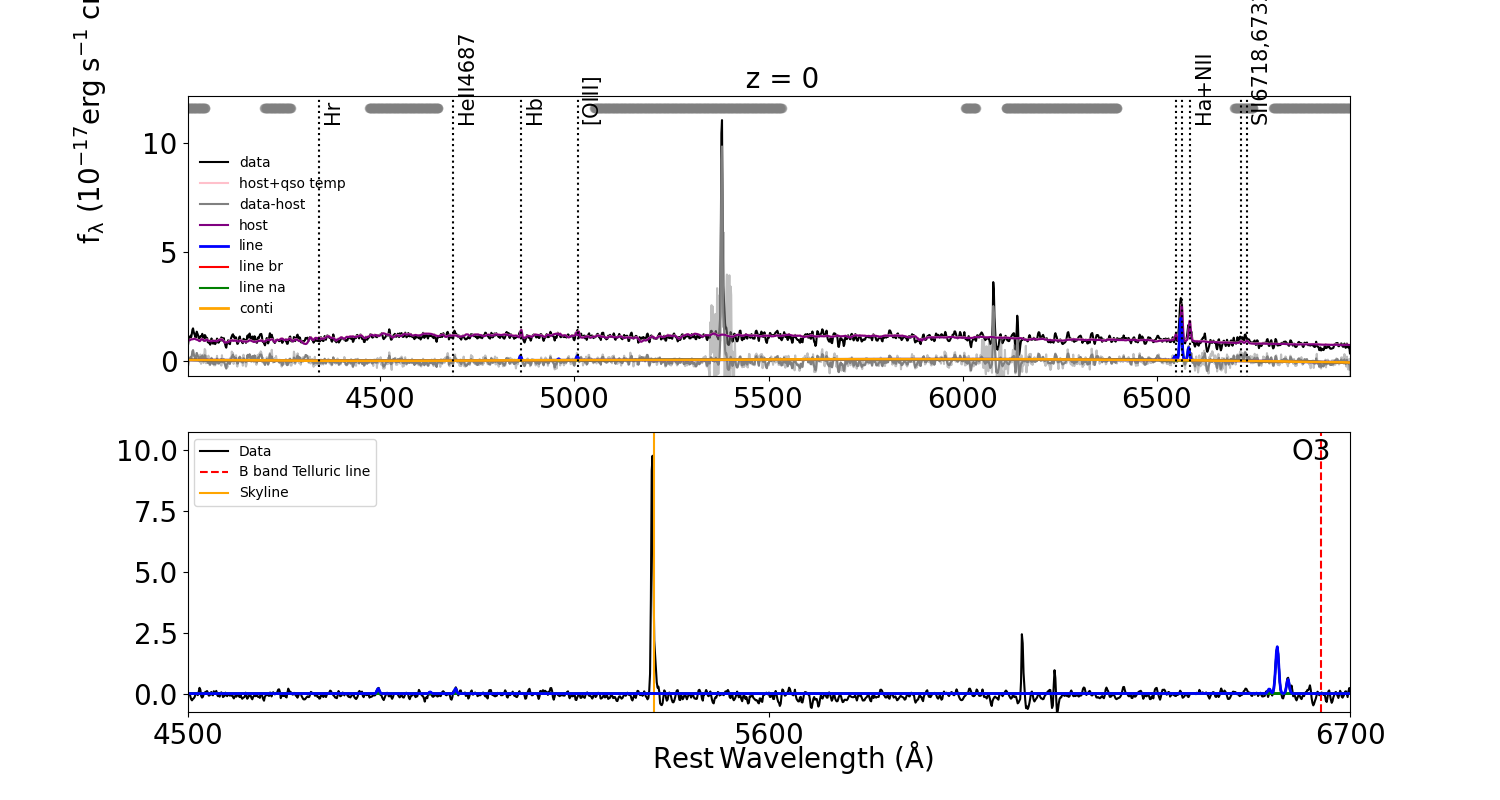 f_λ (10^−17 erg s^−1
z = 0
Hr
HeII4687
Hb
[OIII]
Ha+NII
SII6718,673
10
5
0
data
host+qso temp
data-host
host
line
line br
line na
conti
4500
5000
5500
6000
6500
10.0
7.5
5.0
2.5
0.0
Data
B band Telluric line
Skyline
O3
4500
5600
6700
Rest Wavelength (Å)